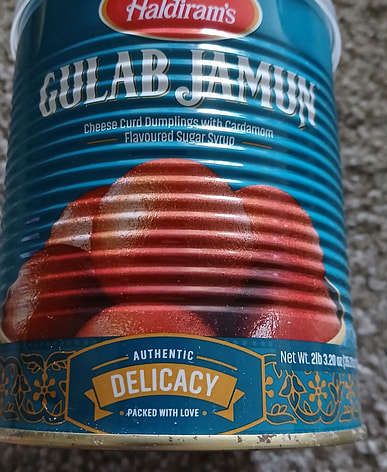 Haldiram's
GULAB JAMUN
Cheese Curd Dumplings with Cardamom
Flavoured Sugar Syrup
AUTHENTIC
DELICACY
• PACKED WITH LOVE •
Net Wt. 2lb 3.20 oz